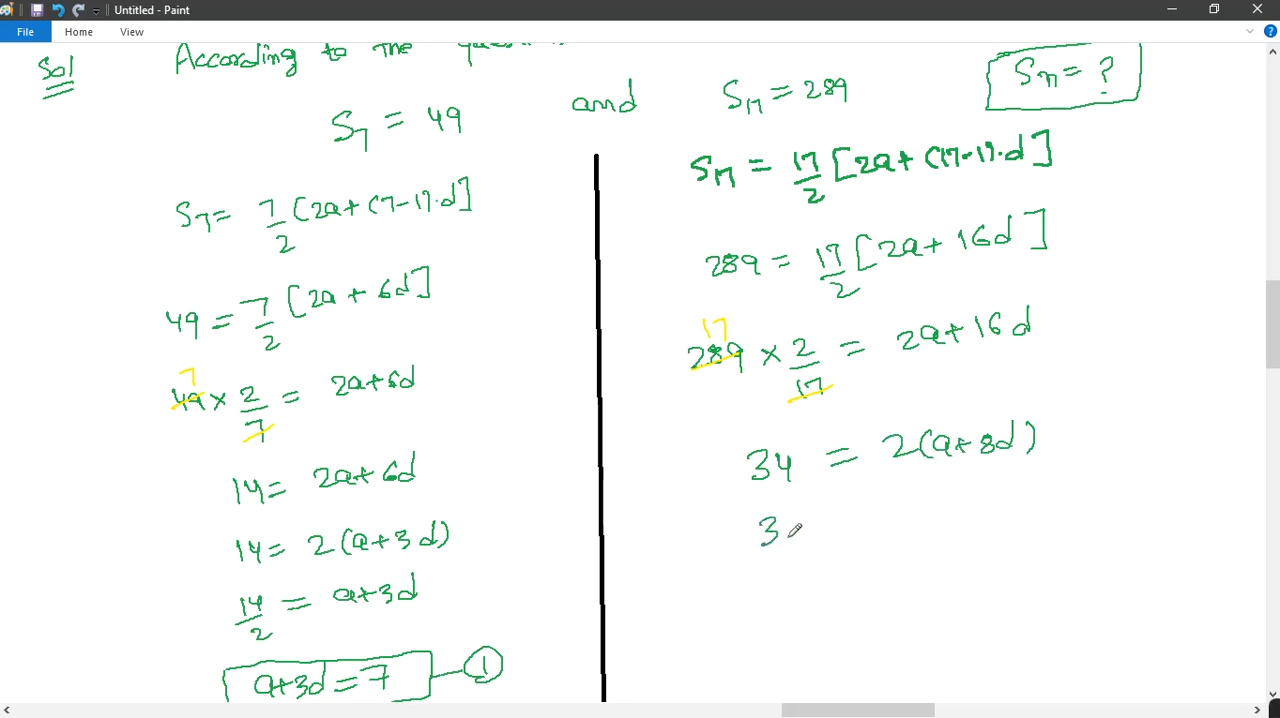 Untitled - Paint
File Home View
Sol According to the
S7 = 49 and S17 = 289 Sn = ?
S7 = 7/2 [2a + (7-1).d]
49 = 7/2 [2a + 6d]
7
49 × 2/7 = 2a+6d
14 = 2a+6d
14 = 2(a+3d)
14/2 = a+3d
a+3d = 7 — 1
S17 = 17/2 [2a + (17-1).d]
289 = 17/2 [2a + 16d]
17
289 × 2/17 = 2a+16d
34 = 2(a+8d)
3